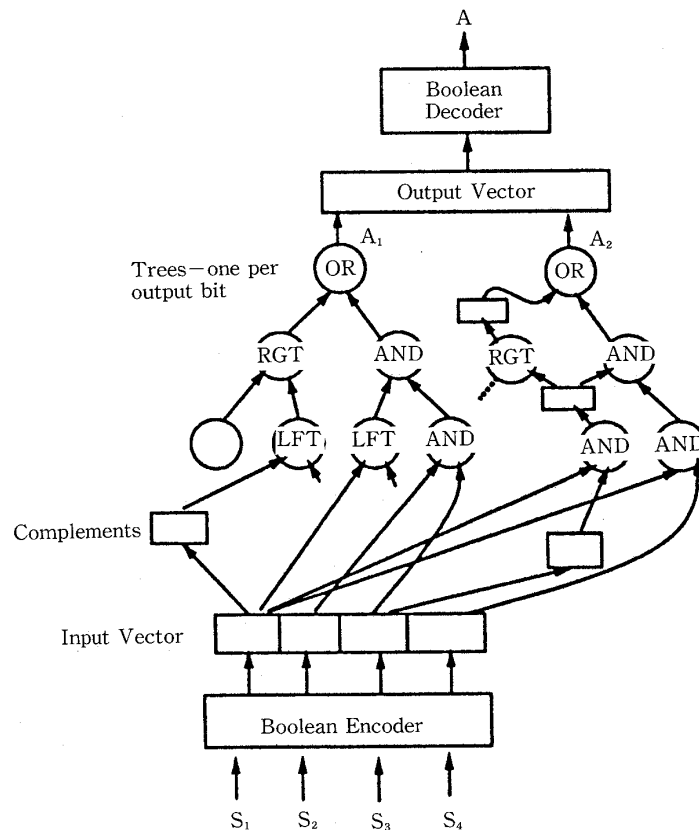 A
Boolean
Decoder
Output Vector
A₁
A₂
Trees—one per
output bit
OR
OR
RGT
AND
RGT
AND
LFT
LFT
AND
AND
AND
Complements
Input Vector
Boolean Encoder
S₁
S₂
S₃
S₄